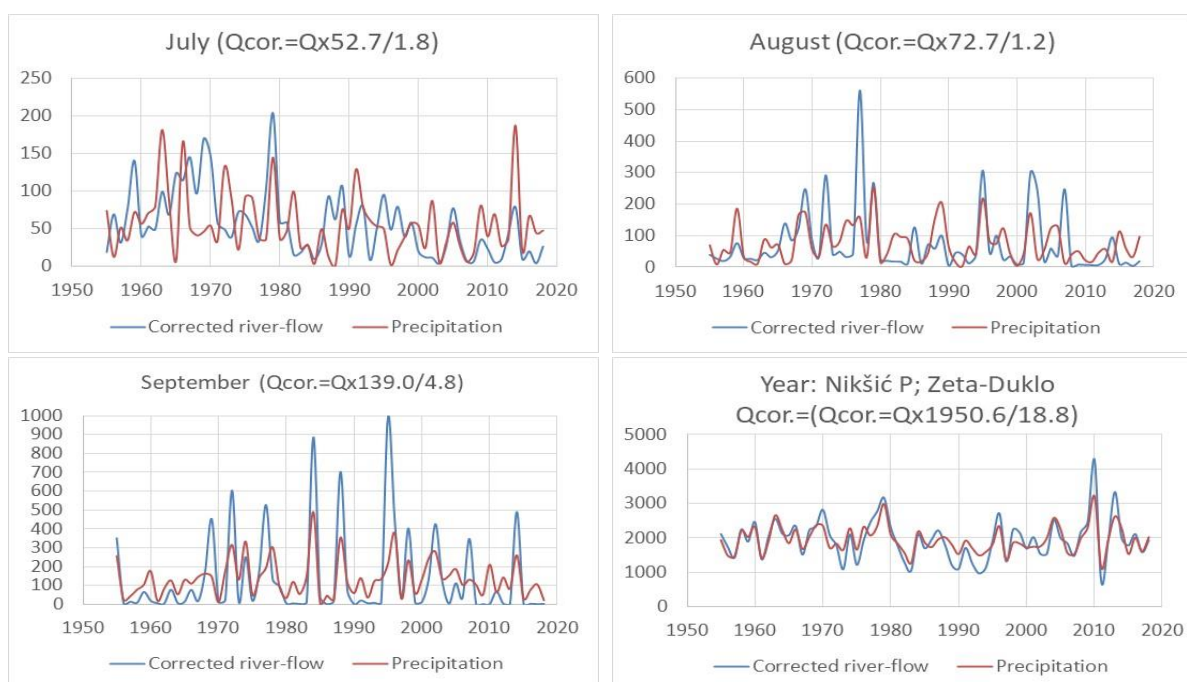 July (Qcor.=Qx52.7/1.8)
250
200
150
100
50
0
1950 1960 1970 1980 1990 2000 2010 2020
Corrected river-flow Precipitation
August (Qcor.=Qx72.7/1.2)
600
500
400
300
200
100
0
1950 1960 1970 1980 1990 2000 2010 2020
Corrected river-flow Precipitation
September (Qcor.=Qx139.0/4.8)
1000
900
800
700
600
500
400
300
200
100
0
1950 1960 1970 1980 1990 2000 2010 2020
Corrected river-flow Precipitation
Year: Nikšić P; Zeta-Duklo
Qcor.=(Qcor.=Qx1950.6/18.8)
5000
4000
3000
2000
1000
0
1950 1960 1970 1980 1990 2000 2010 2020
Corrected river-flow Precipitation